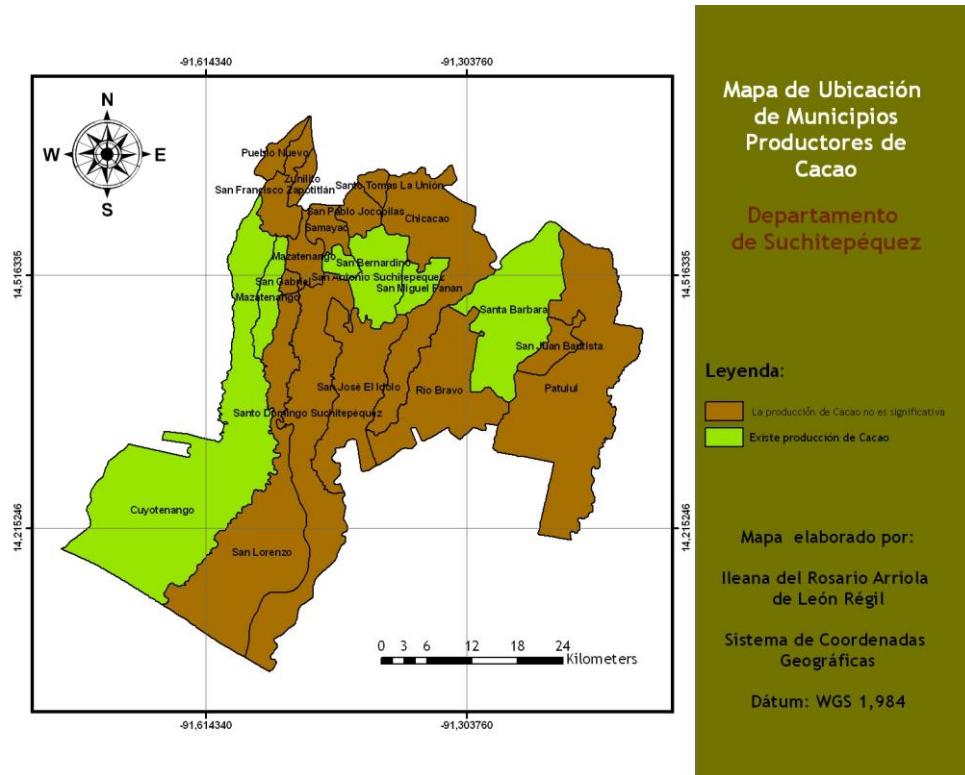 -91,614340
-91,303760
N
W
E
S
Pueblo Nuevo
Zunilito
San Francisco Zapotitlán
Santo Tomas La Unión
San Pablo Jocopilas
Chicacao
Samayac
Mazatenango
San Bernardino
San Antonio Suchitepéquez
San Gabriel
San Miguel Panan
Mazatenango
Santa Barbara
San Juan Bautista
San José El Idolo
Rio Bravo
Patulul
Santo Domingo Suchitepéquez
Cuyotenango
San Lorenzo
14,516335
14,516335
14,215246
14,215246
0 3 6 12 18 24
Kilometers
-91,614340
-91,303760
Mapa de Ubicación
de Municipios
Productores de
Cacao
Departamento
de Suchitepéquez
Leyenda:
La producción de Cacao no es significativa
Existe producción de Cacao
Mapa elaborado por:
Ileana del Rosario Arriola
de León Régil
Sistema de Coordenadas
Geográficas
Dátum: WGS 1,984